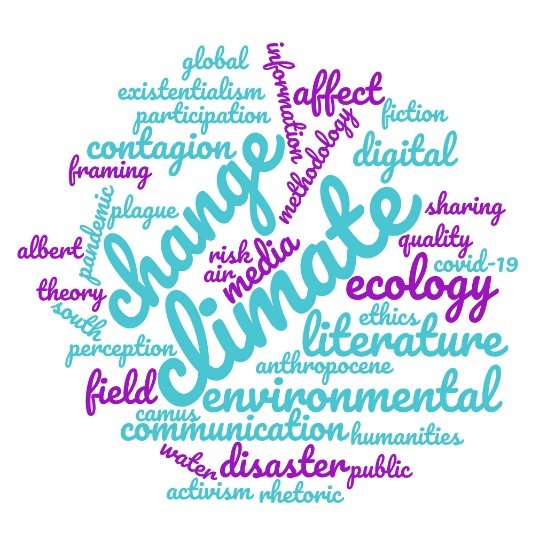 global
information
existentialism
affect
participation
fiction
contagion
methodology
digital
framing
change
pandemic
plague
sharing
albert
risk
media
quality
air
climate
covid-19
theory
ecology
south
ethics
perception
literature
anthropocene
field
environmental
camus
communication
humanities
water
disaster
public
activism
rhetoric